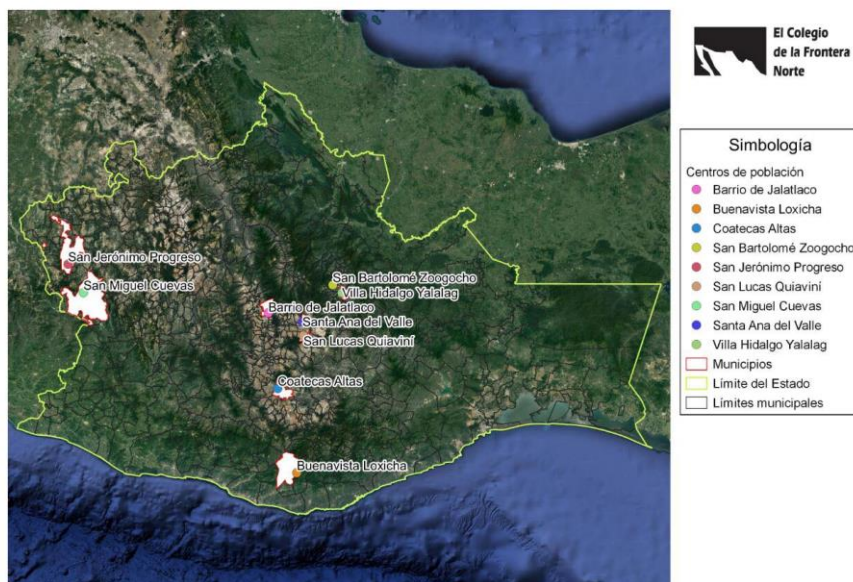 El Colegio
de la Frontera
Norte
Simbología
Centros de población
Barrio de Jalatlaco
Buenavista Loxicha
Coatecas Altas
San Bartolomé Zoogocho
San Jerónimo Progreso
San Lucas Quiaviní
San Miguel Cuevas
Santa Ana del Valle
Villa Hidalgo Yalalag
Municipios
Límite del Estado
Límites municipales
San Jerónimo Progreso
San Miguel Cuevas
San Bartolomé Zoogocho
Villa Hidalgo Yalalag
Barrio de Jalatlaco
Santa Ana del Valle
San Lucas Quiaviní
Coatecas Altas
Buenavista Loxicha